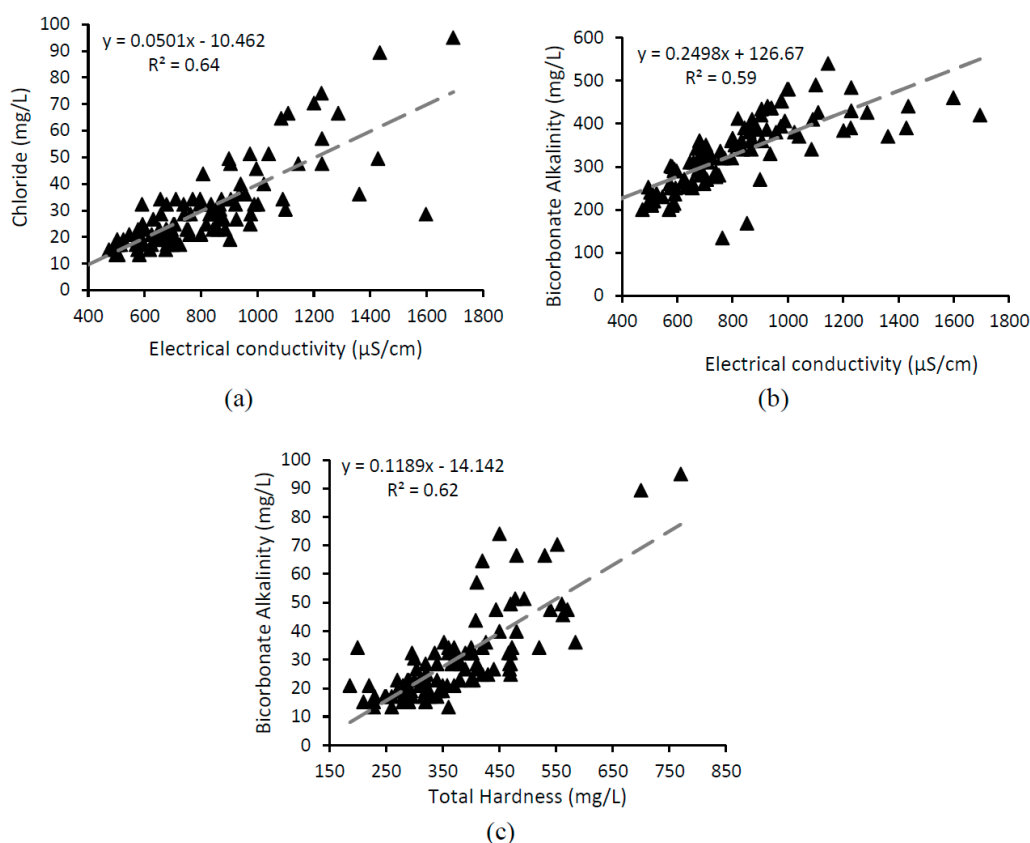 y = 0.0501x - 10.462
R² = 0.64
Chloride (mg/L)
100
90
80
70
60
50
40
30
20
10
0
400 600 800 1000 1200 1400 1600 1800
Electrical conductivity (µS/cm)
(a)
y = 0.2498x + 126.67
R² = 0.59
Bicorbonate Alkalinity (mg/L)
600
500
400
300
200
100
0
400 600 800 1000 1200 1400 1600 1800
Electrical conductivity (µS/cm)
(b)
y = 0.1189x - 14.142
R² = 0.62
Bicorbonate Alkalinity (mg/L)
100
90
80
70
60
50
40
30
20
10
0
150 250 350 450 550 650 750 850
Total Hardness (mg/L)
(c)